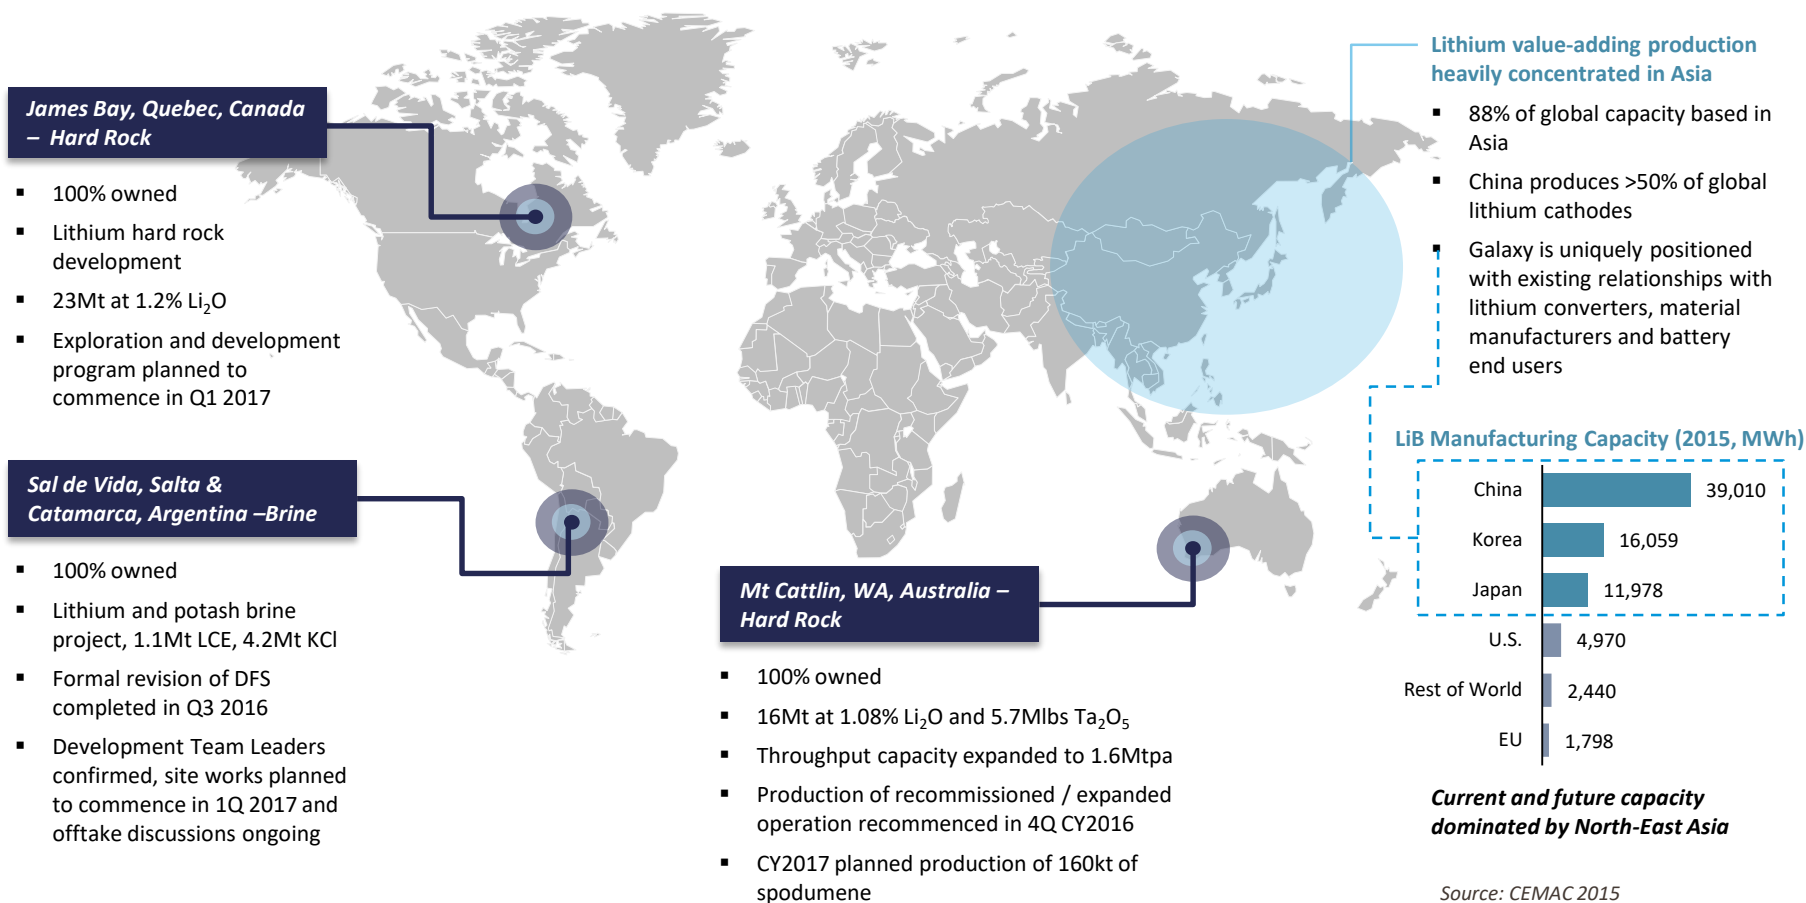 James Bay, Quebec, Canada
– Hard Rock
▪ 100% owned
▪ Lithium hard rock
development
▪ 23Mt at 1.2% Li₂O
▪ Exploration and development
program planned to
commence in Q1 2017
Sal de Vida, Salta &
Catamarca, Argentina –Brine
▪ 100% owned
▪ Lithium and potash brine
project, 1.1Mt LCE, 4.2Mt KCl
▪ Formal revision of DFS
completed in Q3 2016
▪ Development Team Leaders
confirmed, site works planned
to commence in 1Q 2017 and
offtake discussions ongoing
Mt Cattlin, WA, Australia –
Hard Rock
▪ 100% owned
▪ 16Mt at 1.08% Li₂O and 5.7Mlbs Ta₂O₅
▪ Throughput capacity expanded to 1.6Mtpa
▪ Production of recommissioned / expanded
operation recommenced in 4Q CY2016
▪ CY2017 planned production of 160kt of
spodumene
Lithium value-adding production
heavily concentrated in Asia
▪ 88% of global capacity based in
Asia
▪ China produces >50% of global
lithium cathodes
▪ Galaxy is uniquely positioned
with existing relationships with
lithium converters, material
manufacturers and battery
end users
LiB Manufacturing Capacity (2015, MWh)
China 39,010
Korea 16,059
Japan 11,978
U.S. 4,970
Rest of World 2,440
EU 1,798
Current and future capacity
dominated by North-East Asia
Source: CEMAC 2015